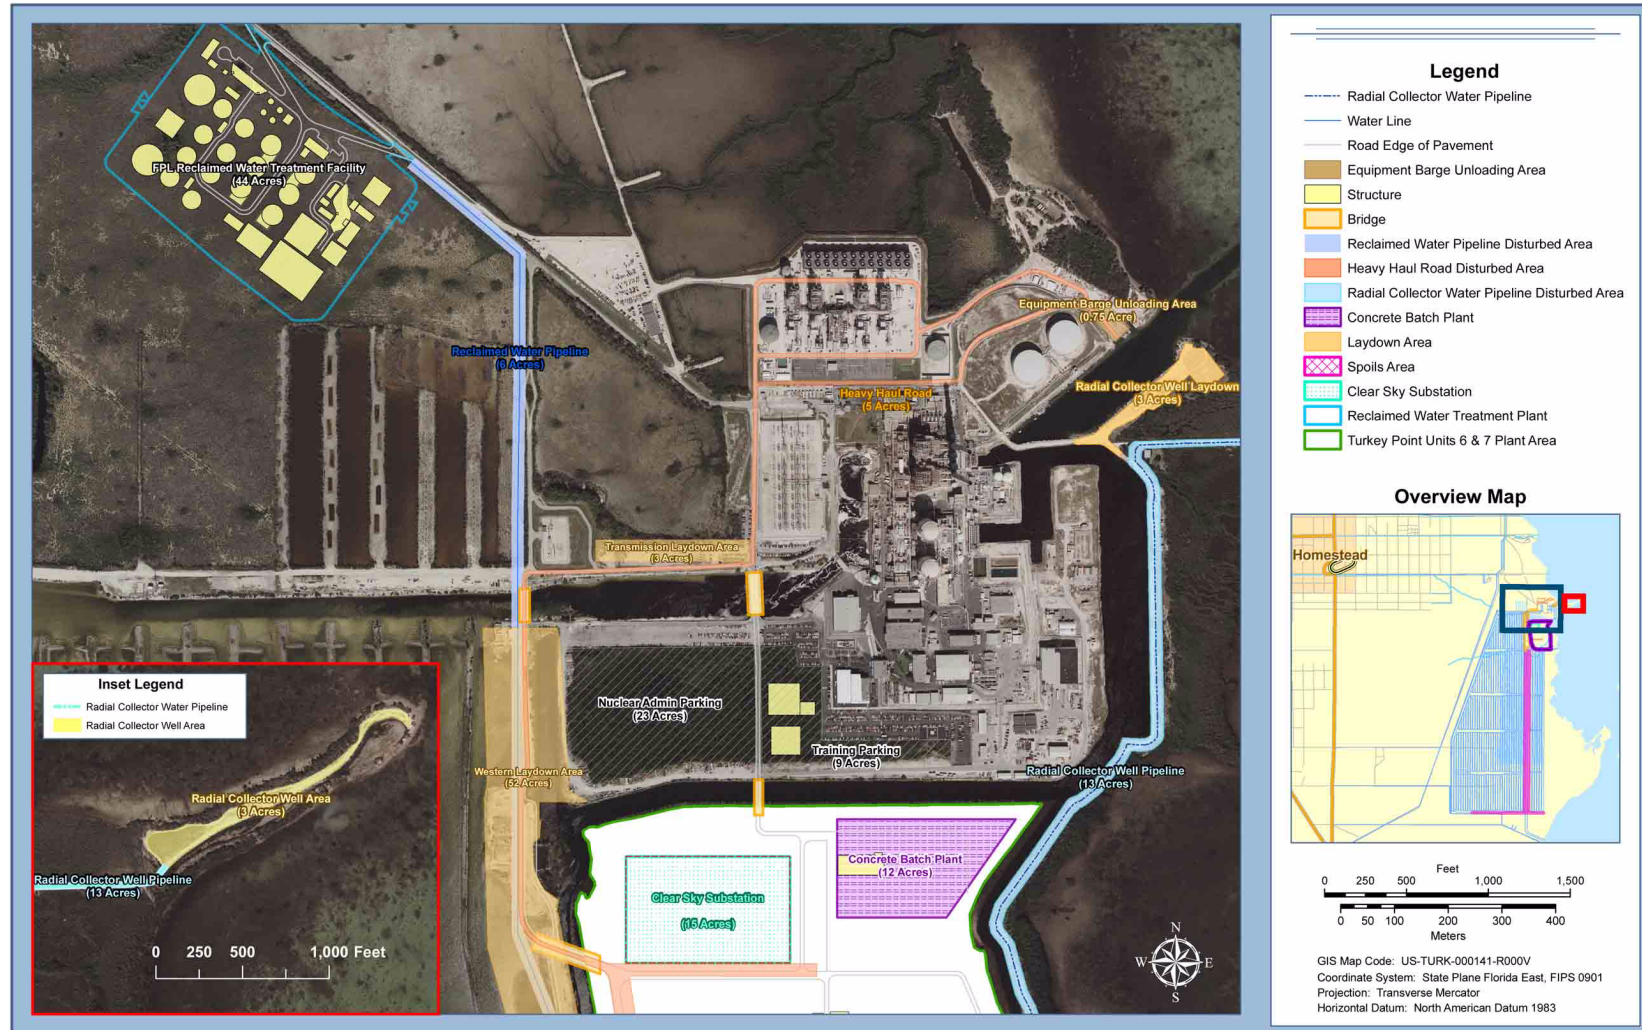 FPL Reclaimed Water Treatment Facility
(44 Acres)
Reclaimed Water Pipeline
(6 Acres)
Equipment Barge Unloading Area
(0.75 Acre)
Radial Collector Well Laydown
(3 Acres)
Heavy Haul Road
(5 Acres)
Transmission Laydown Area
(3 Acres)
Nuclear Admin Parking
(23 Acres)
Training Parking
(9 Acres)
Western Laydown Area
(52 Acres)
Radial Collector Well Pipeline
(13 Acres)
Concrete Batch Plant
(12 Acres)
Clear Sky Substation
(15 Acres)
N
W
E
S
Inset Legend
Radial Collector Water Pipeline
Radial Collector Well Area
Radial Collector Well Area
(3 Acres)
Radial Collector Well Pipeline
(13 Acres)
0 250 500 1,000 Feet
Legend
Radial Collector Water Pipeline
Water Line
Road Edge of Pavement
Equipment Barge Unloading Area
Structure
Bridge
Reclaimed Water Pipeline Disturbed Area
Heavy Haul Road Disturbed Area
Radial Collector Water Pipeline Disturbed Area
Concrete Batch Plant
Laydown Area
Spoils Area
Clear Sky Substation
Reclaimed Water Treatment Plant
Turkey Point Units 6 & 7 Plant Area
Overview Map
Homestead
Feet
0 250 500 1,000 1,500
0 50 100 200 300 400
Meters
GIS Map Code: US-TURK-000141-R000V
Coordinate System: State Plane Florida East, FIPS 0901
Projection: Transverse Mercator
Horizontal Datum: North American Datum 1983